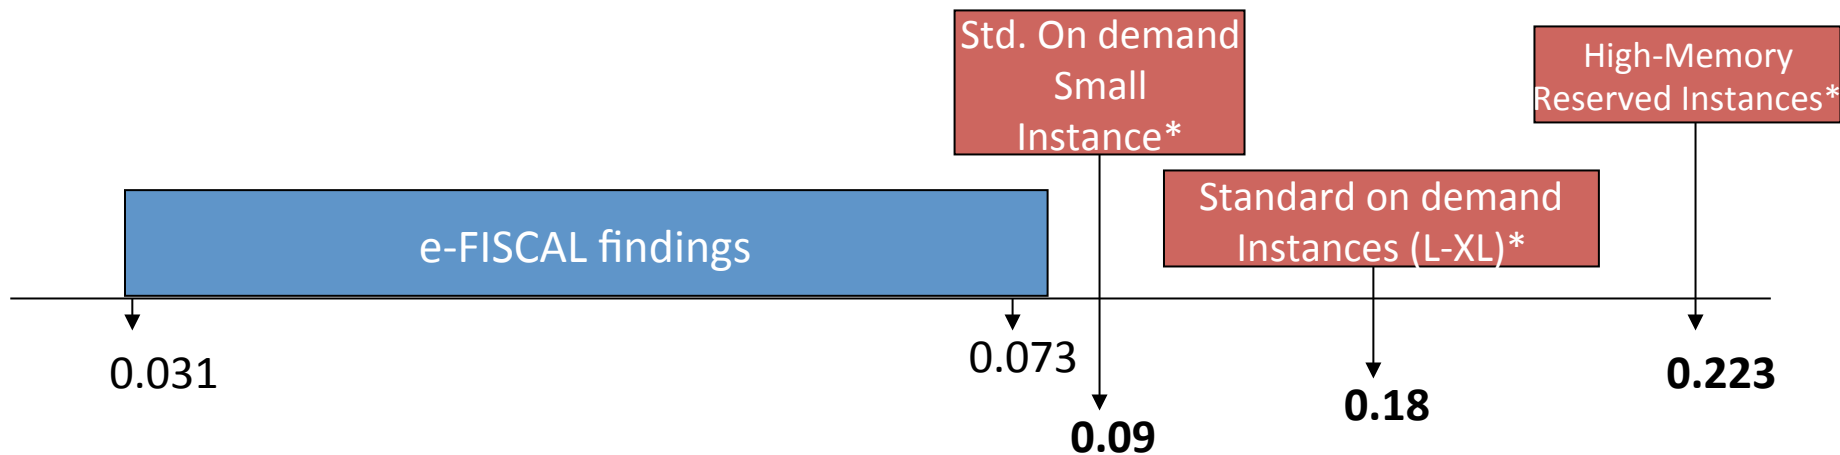 Std. On demand
Small
Instance*
High-Memory
Reserved Instances*
Standard on demand
Instances (L-XL)*
e-FISCAL findings
0.031
0.073
0.09
0.18
0.223